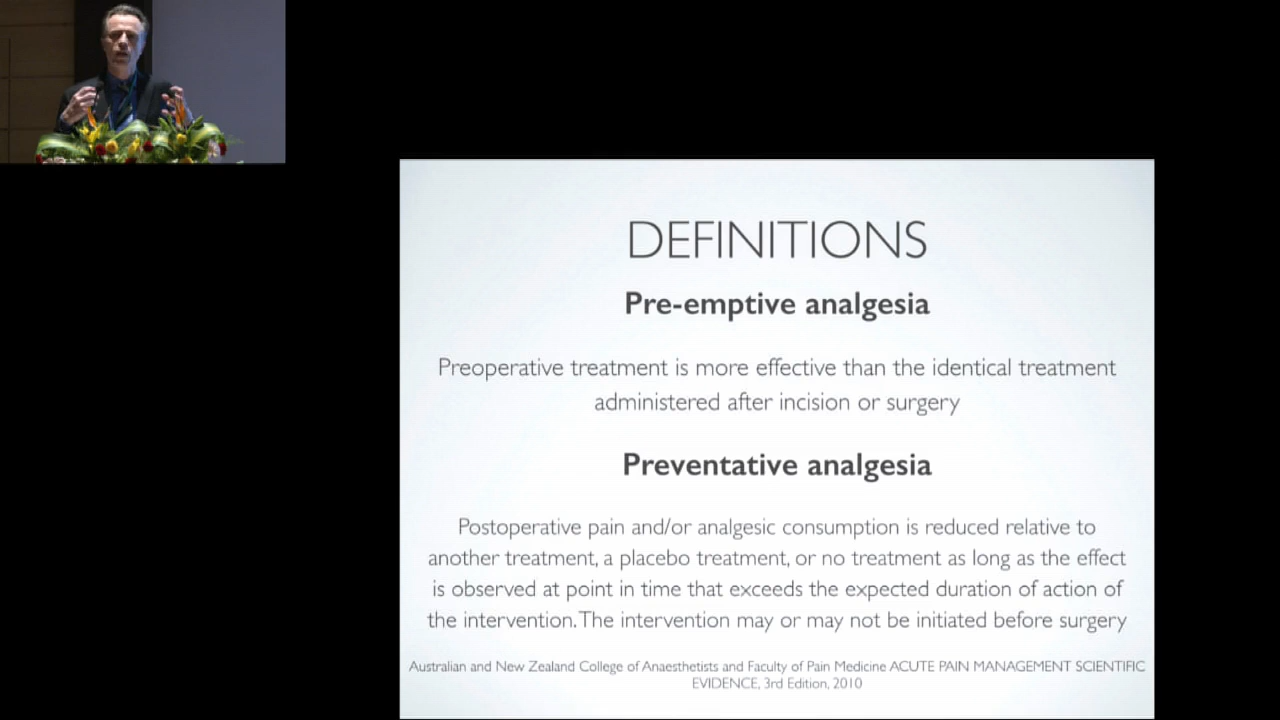 DEFINITIONS
Pre-emptive analgesia
Preoperative treatment is more effective than the identical treatment
administered after incision or surgery
Preventative analgesia
Postoperative pain and/or analgesic consumption is reduced relative to
another treatment, a placebo treatment, or no treatment as long as the effect
is observed at point in time that exceeds the expected duration of action of
the intervention. The intervention may or may not be initiated before surgery
Australian and New Zealand College of Anaesthetists and Faculty of Pain Medicine ACUTE PAIN MANAGEMENT SCIENTIFIC
EVIDENCE, 3rd Edition, 2010